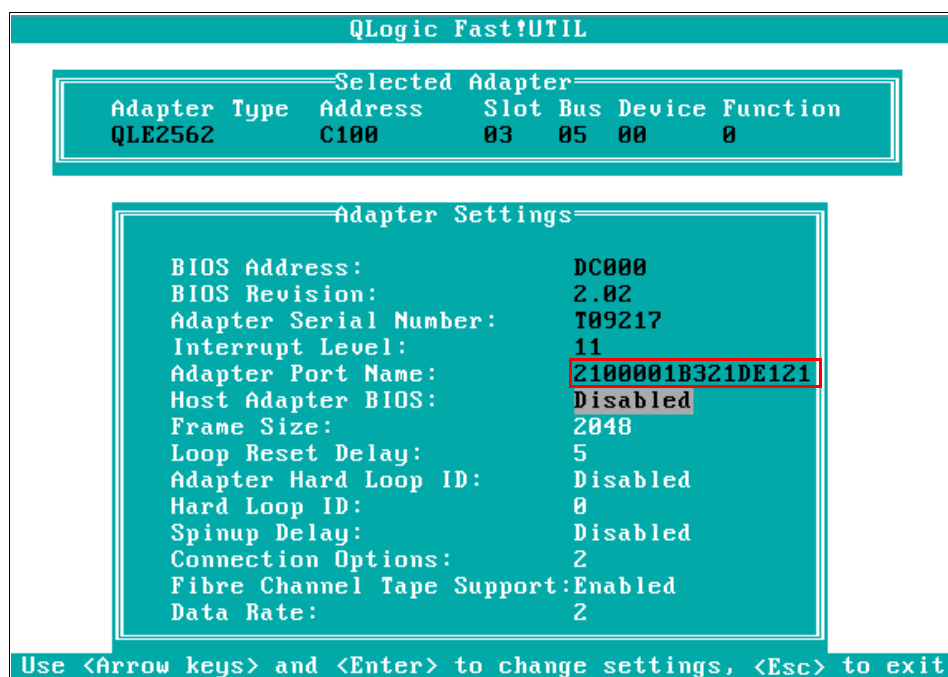 QLogic Fast!UTIL
Selected Adapter
Adapter Type Address Slot Bus Device Function
QLE2562 C100 03 05 00 0
Adapter Settings
BIOS Address: DC000
BIOS Revision: 2.02
Adapter Serial Number: T09217
Interrupt Level: 11
Adapter Port Name: 2100001B321DE121
Host Adapter BIOS: Disabled
Frame Size: 2048
Loop Reset Delay: 5
Adapter Hard Loop ID: Disabled
Hard Loop ID: 0
Spinup Delay: Disabled
Connection Options: 2
Fibre Channel Tape Support:Enabled
Data Rate: 2
Use <Arrow keys> and <Enter> to change settings, <Esc> to exit